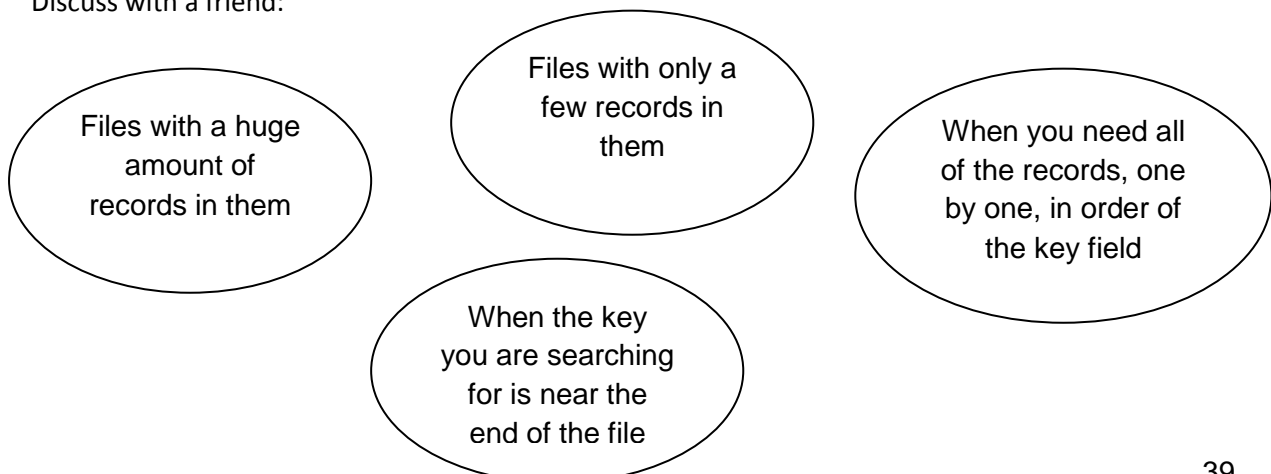 Discuss with a friend:
Files with a huge
amount of
records in them
Files with only a
few records in
them
When you need all
of the records, one
by one, in order of
the key field
When the key
you are searching
for is near the
end of the file
39